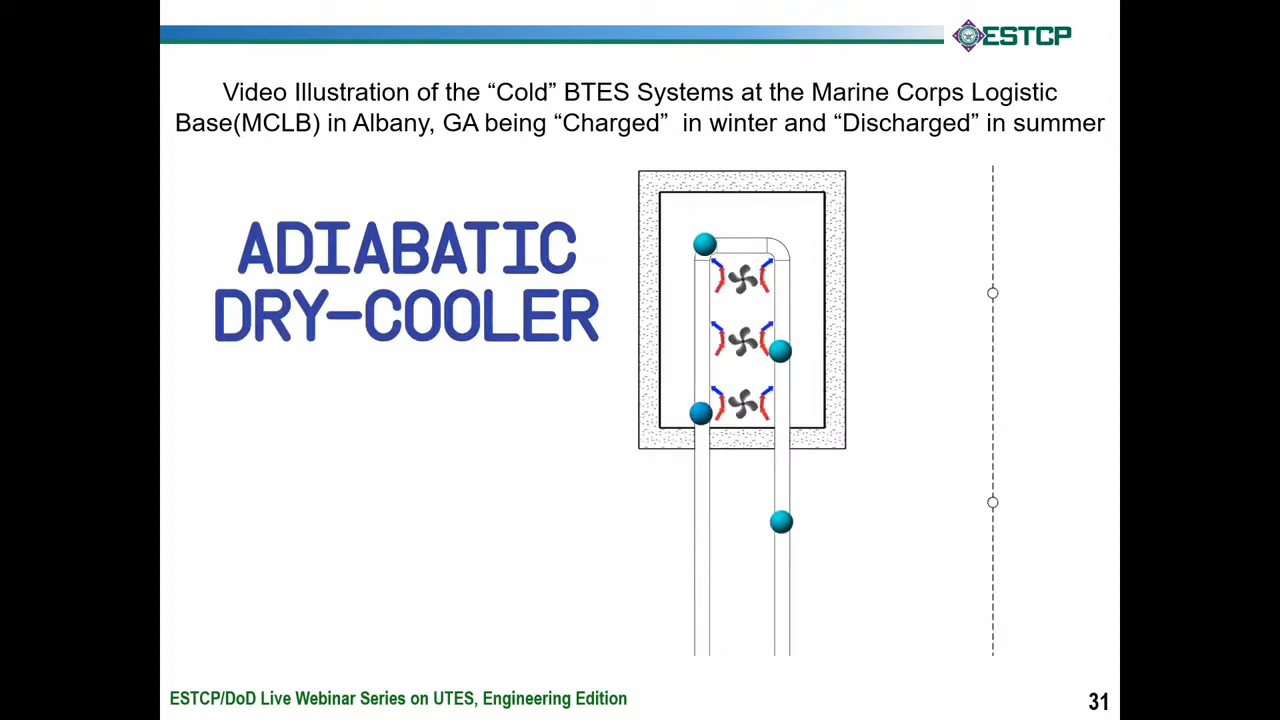 ESTCP
Video Illustration of the “Cold” BTES Systems at the Marine Corps Logistic
Base(MCLB) in Albany, GA being “Charged”  in winter and “Discharged” in summer
ADIABATIC
DRY-COOLER
ESTCP/DoD Live Webinar Series on UTES, Engineering Edition
31